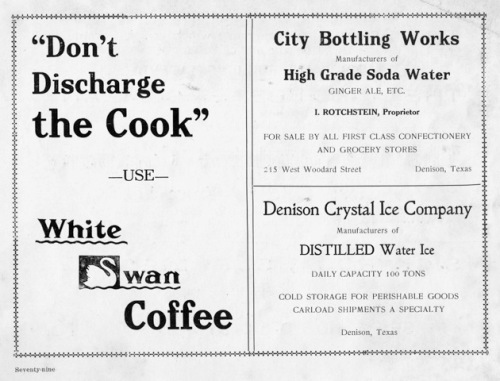 "Don't
Discharge
the Cook"
—USE—
White
Swan
Coffee
City Bottling Works
Manufacturers of
High Grade Soda Water
GINGER ALE, ETC.
I. ROTCHSTEIN, Proprietor
FOR SALE BY ALL FIRST CLASS CONFECTIONERY
AND GROCERY STORES
215 West Woodard Street Denison, Texas
Denison Crystal Ice Company
Manufacturers of
DISTILLED Water Ice
DAILY CAPACITY 100 TONS
COLD STORAGE FOR PERISHABLE GOODS
CARLOAD SHIPMENTS A SPECIALTY
Denison, Texas
Seventy-nine